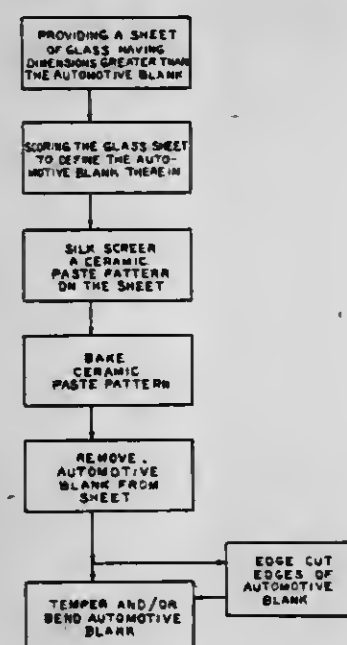 PROVIDING A SHEET
OF GLASS HAVING
DIMENSIONS GREATER THAN
THE AUTOMOTIVE BLANK
SCORING THE GLASS SHEET
TO DEFINE THE AUTO-
MOTIVE BLANK THEREIN
SILK SCREEN
A CERAMIC
PASTE PATTERN
ON THE SHEET
BAKE
CERAMIC
PASTE PATTERN
REMOVE
AUTOMOTIVE
BLANK FROM
SHEET
EDGE CUT
EDGES OF
AUTOMOTIVE
BLANK
TEMPER AND/OR
BEND AUTOMOTIVE
BLANK